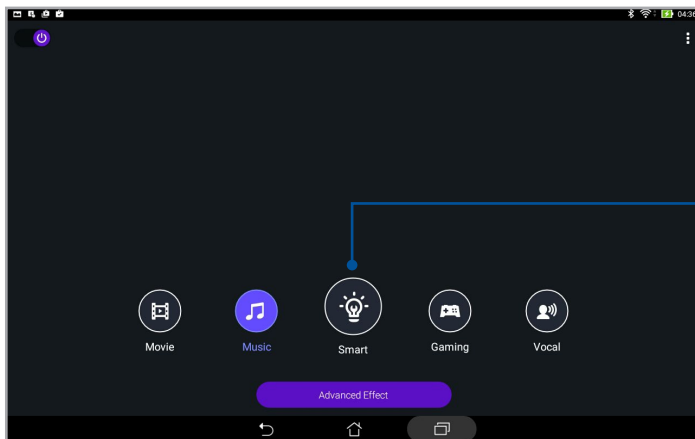 04:36
Movie
Music
Smart
Gaming
Vocal
Advanced Effect